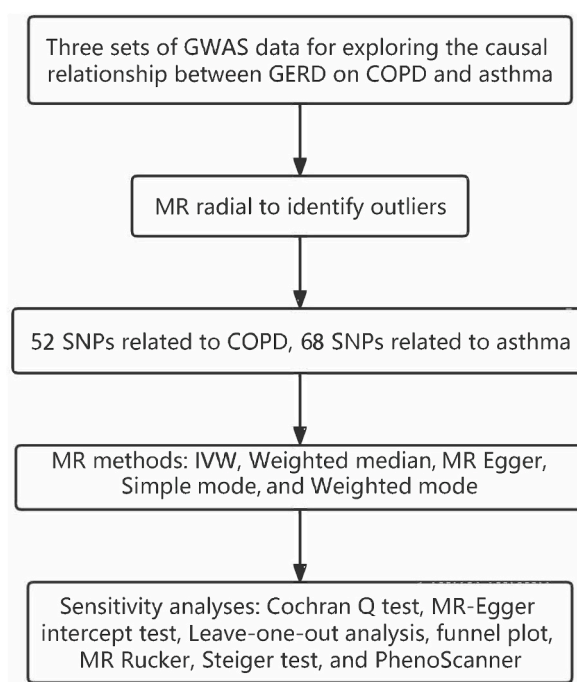 Three sets of GWAS data for exploring the causal
relationship between GERD on COPD and asthma
MR radial to identify outliers
52 SNPs related to COPD, 68 SNPs related to asthma
MR methods: IVW, Weighted median, MR Egger,
Simple mode, and Weighted mode
Sensitivity analyses: Cochran Q test, MR-Egger
intercept test, Leave-one-out analysis, funnel plot,
MR Rucker, Steiger test, and PhenoScanner